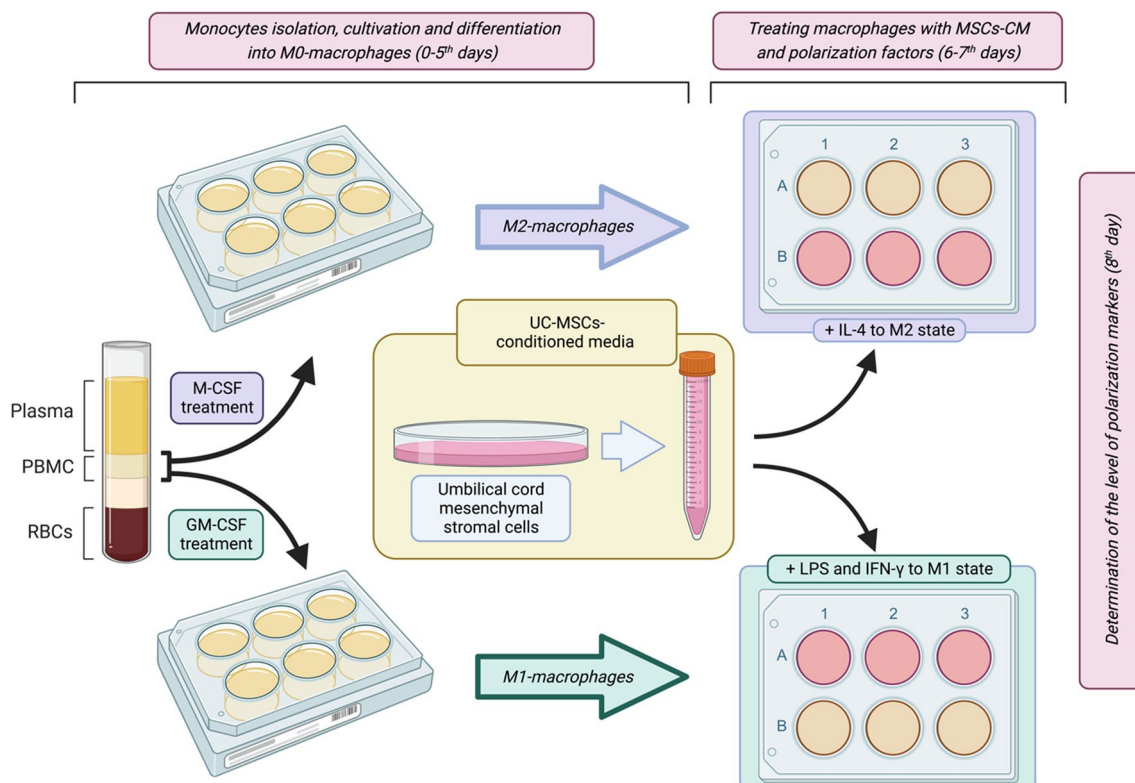 Monocytes isolation, cultivation and differentiation
into M0-macrophages (0-5th days)
Treating macrophages with MSCs-CM
and polarization factors (6-7th days)
M2-macrophages
1 2 3
A
B
+ IL-4 to M2 state
Plasma
PBMC
RBCs
M-CSF
treatment
GM-CSF
treatment
UC-MSCs-
conditioned media
Umbilical cord
mesenchymal
stromal cells
M1-macrophages
+ LPS and IFN-γ to M1 state
1 2 3
A
B
Determination of the level of polarization markers (8th day)